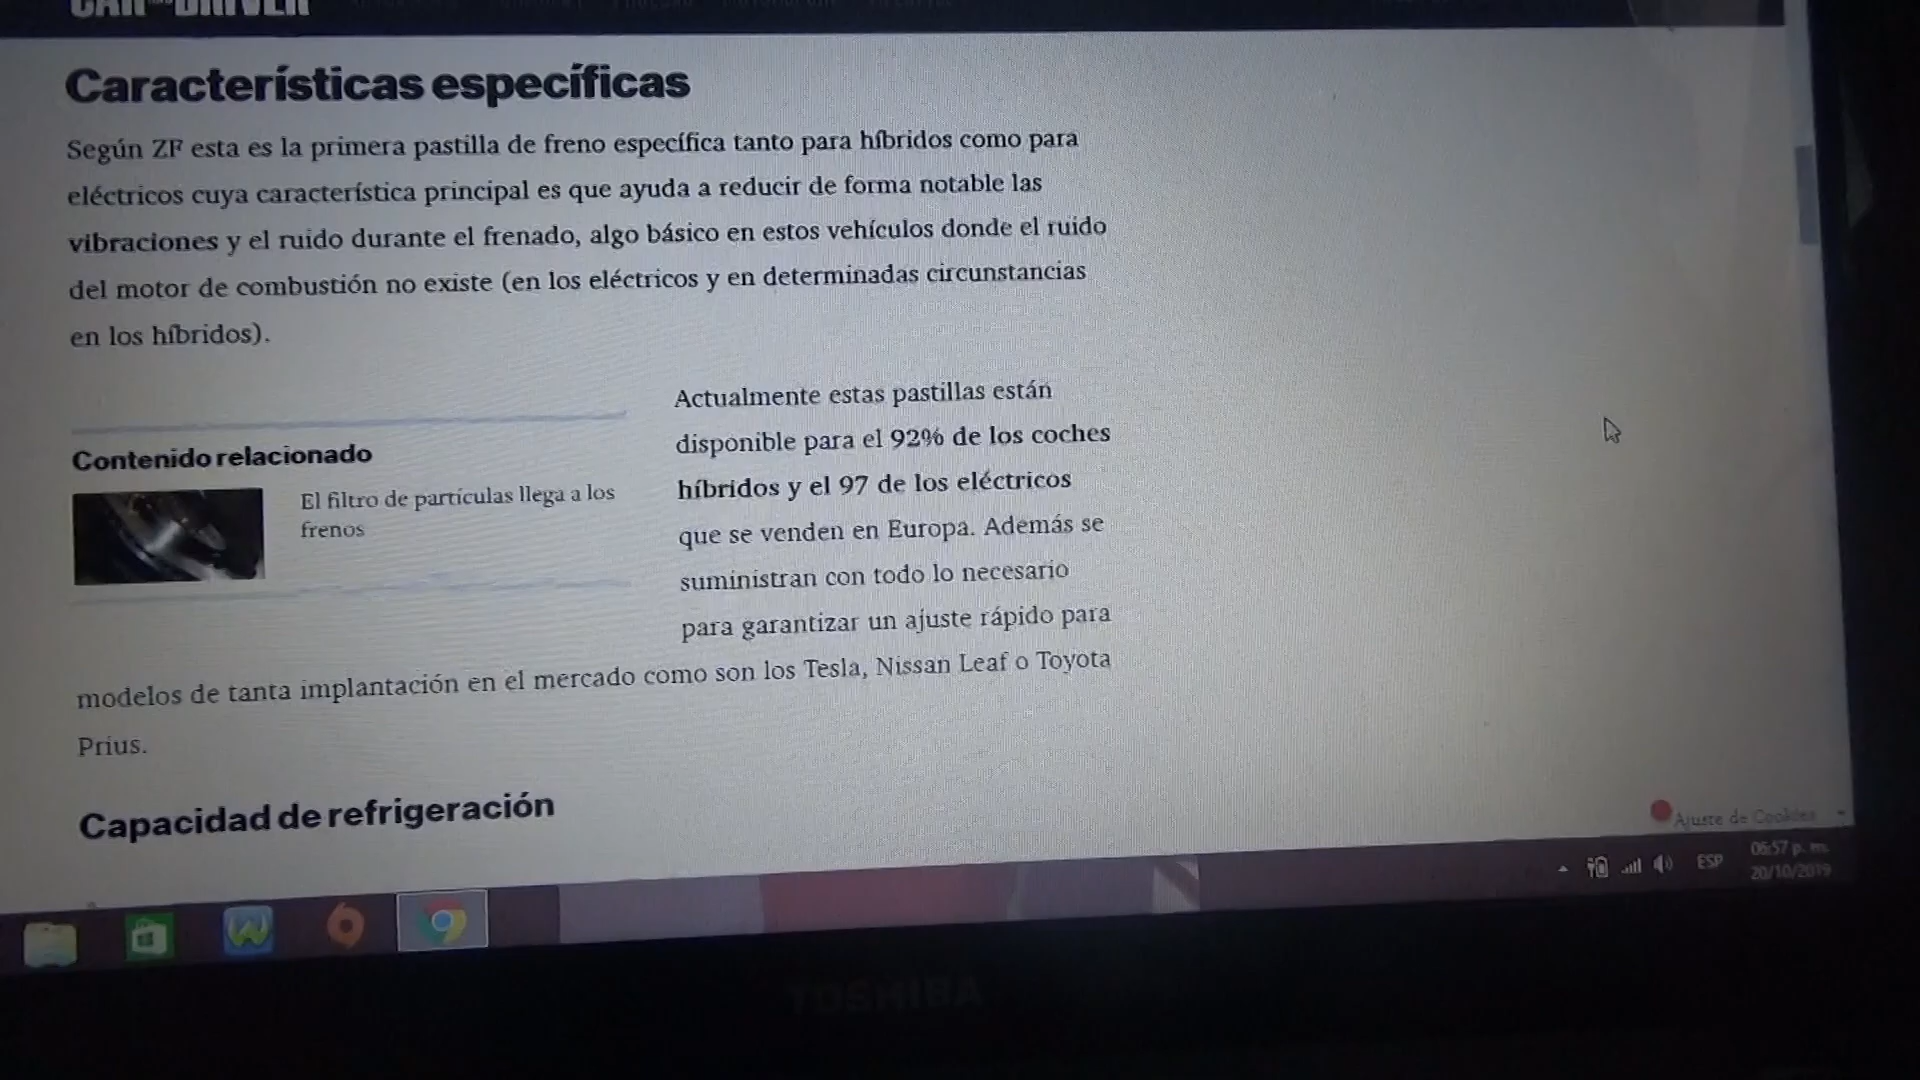 CAR AND DRIVER
Características específicas
Según ZF esta es la primera pastilla de freno específica tanto para híbridos como para
eléctricos cuya característica principal es que ayuda a reducir de forma notable las
vibraciones y el ruido durante el frenado, algo básico en estos vehículos donde el ruido
del motor de combustión no existe (en los eléctricos y en determinadas circunstancias
en los híbridos).
Contenido relacionado
El filtro de partículas llega a los
frenos
Actualmente estas pastillas están
disponible para el 92% de los coches
híbridos y el 97 de los eléctricos
que se venden en Europa. Además se
suministran con todo lo necesario
para garantizar un ajuste rápido para
modelos de tanta implantación en el mercado como son los Tesla, Nissan Leaf o Toyota
Prius.
Capacidad de refrigeración
Ajuste de Cookies
ESP
06:57 p. m.
20/10/2019
TOSHIBA